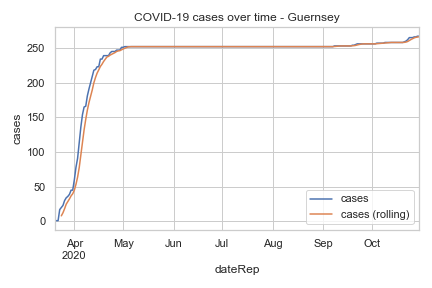 COVID-19 cases over time - Guernsey
cases
250
200
150
100
50
0
Apr
2020
May
Jun
Jul
Aug
Sep
Oct
dateRep
cases
cases (rolling)